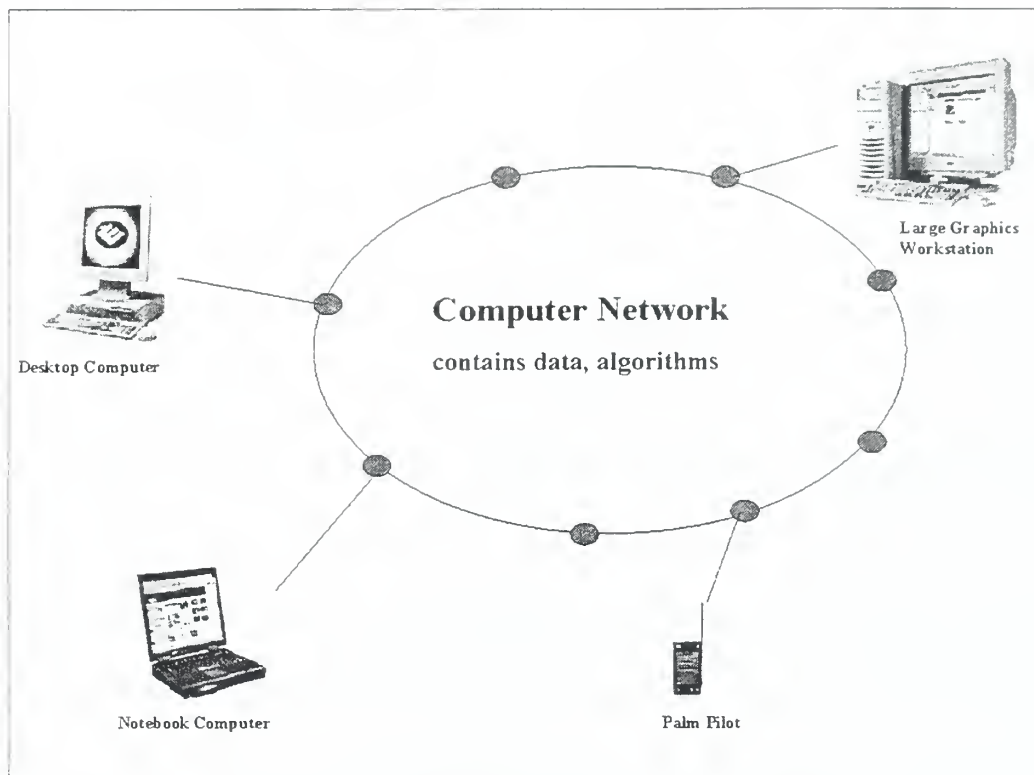 Large Graphics
Workstation
Computer Network
contains data, algorithms
Desktop Computer
Notebook Computer
Palm Pilot